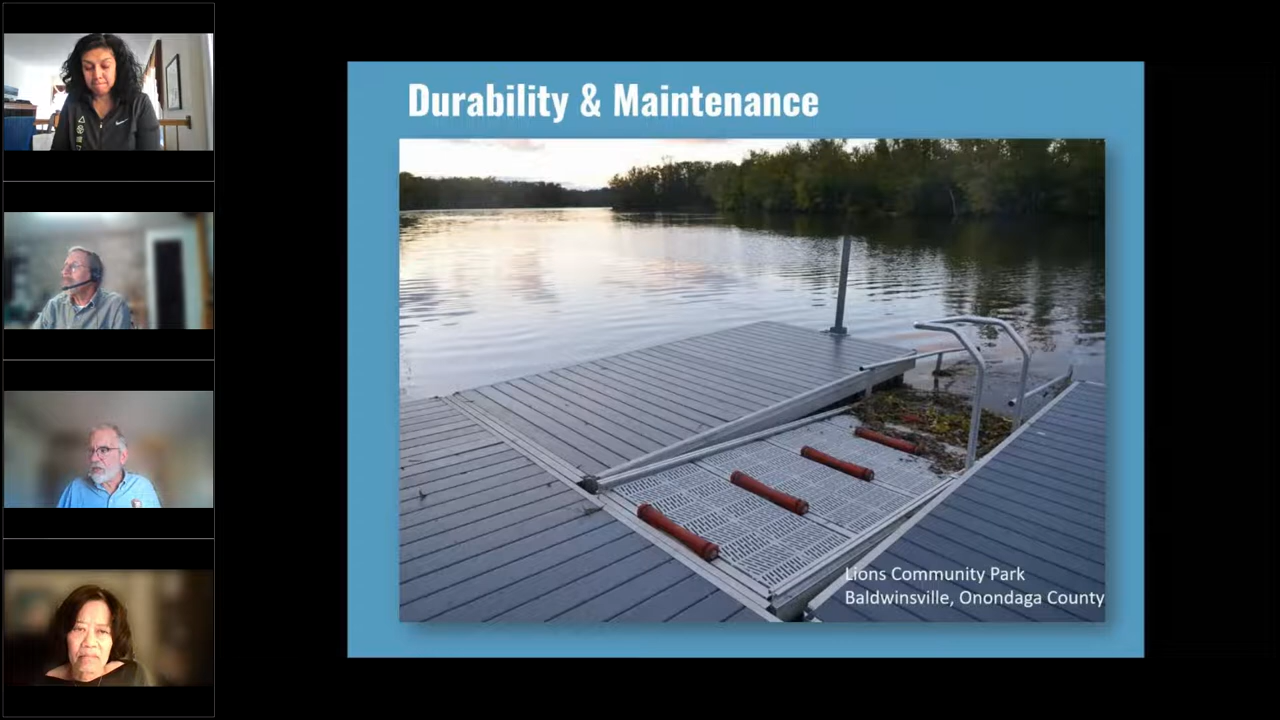 Durability & Maintenance
Lions Community Park
Baldwinsville, Onondaga County